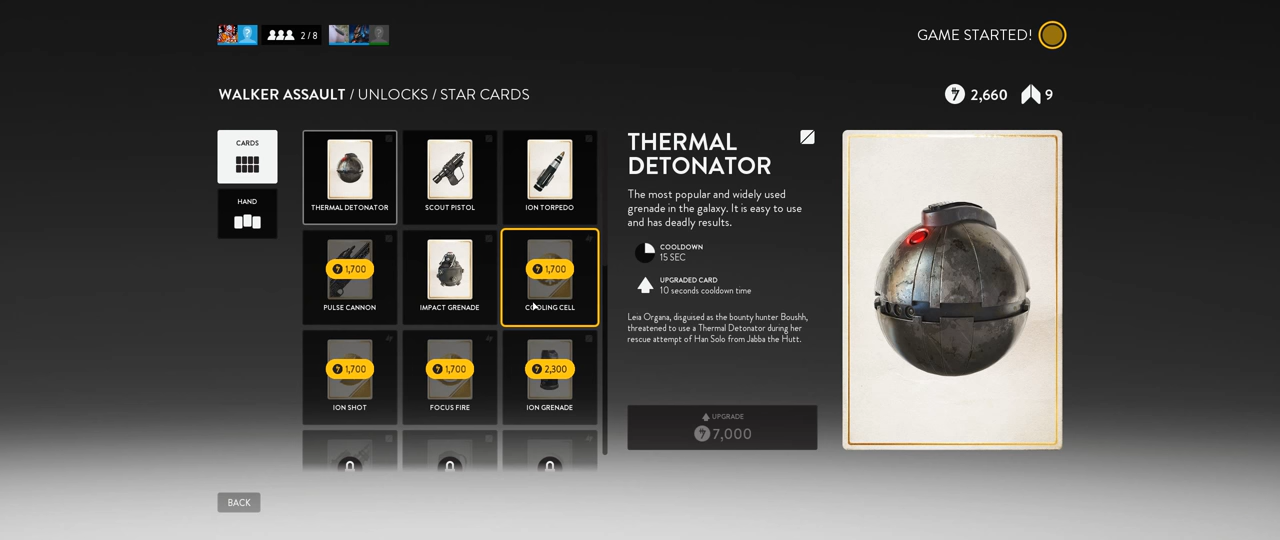 2 / 8
GAME STARTED!
WALKER ASSAULT / UNLOCKS / STAR CARDS
2,660
9
CARDS
HAND
THERMAL DETONATOR
SCOUT PISTOL
ION TORPEDO
1,700
PULSE CANNON
IMPACT GRENADE
1,700
COOLING CELL
1,700
ION SHOT
1,700
FOCUS FIRE
2,300
ION GRENADE
THERMAL
DETONATOR
The most popular and widely used
grenade in the galaxy. It is easy to use
and has deadly results.
COOLDOWN
15 SEC
UPGRADED CARD
10 seconds cooldown time
Leia Organa, disguised as the bounty hunter Boushh,
threatened to use a Thermal Detonator during her
rescue attempt of Han Solo from Jabba the Hutt.
UPGRADE
7,000
BACK